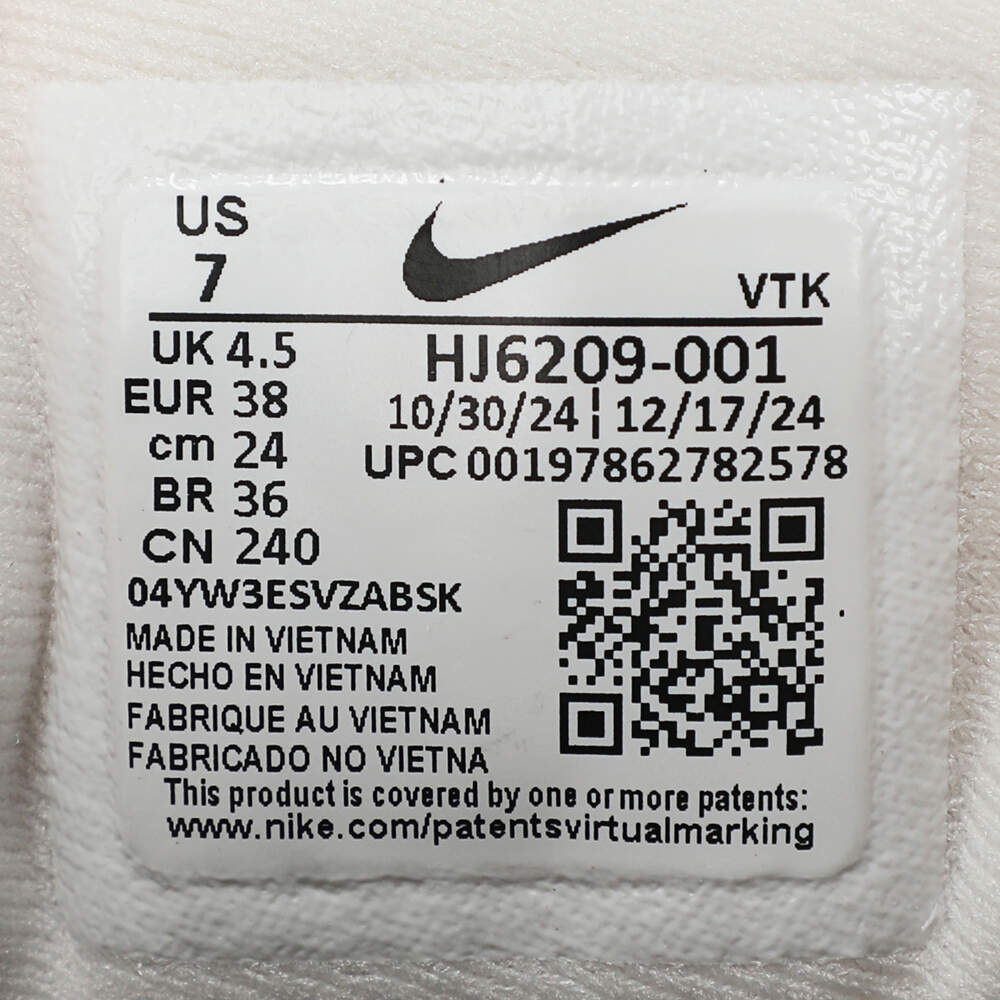 US
7
VTK
UK 4.5
EUR 38
cm 24
BR 36
CN 240
HJ6209-001
10/30/24 ¦ 12/17/24
UPC 00197862782578
04YW3ESVZABSK
MADE IN VIETNAM
HECHO EN VIETNAM
FABRIQUE AU VIETNAM
FABRICADO NO VIETNA
This product is covered by one or more patents:
www.nike.com/patentsvirtualmarking